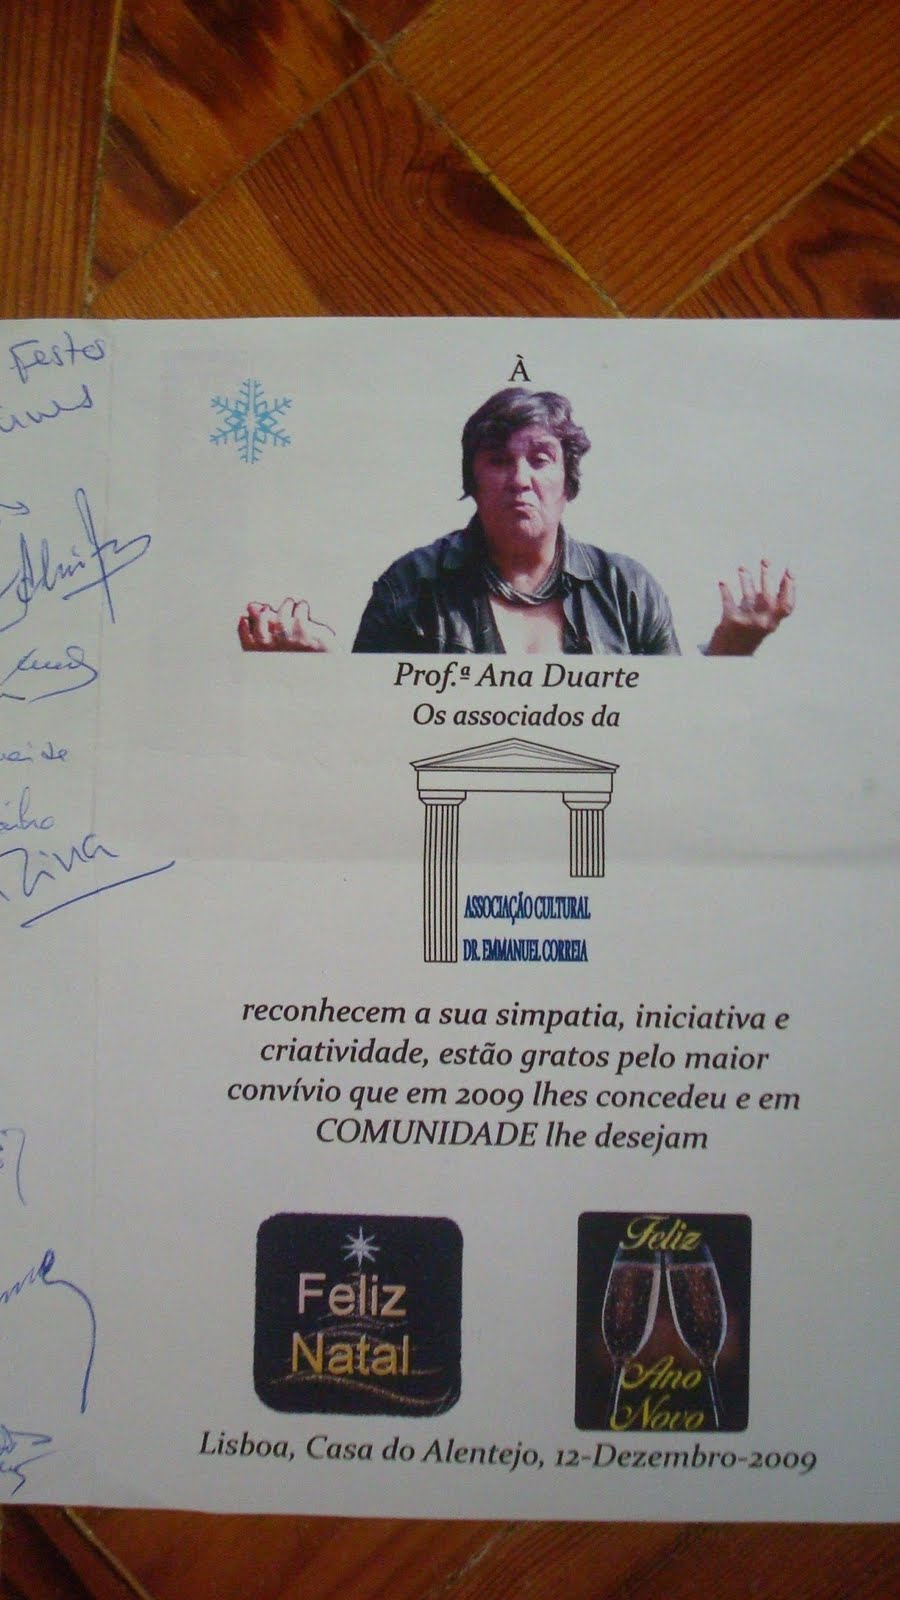 Festas
À
Prof.ª Ana Duarte
Os associados da
ASSOCIAÇÃO CULTURAL
DR. EMMANUEL CORREIA
reconhecem a sua simpatia, iniciativa e
criatividade, estão gratos pelo maior
convívio que em 2009 lhes concedeu e em
COMUNIDADE lhe desejam
Feliz
Natal
Feliz
Ano
Novo
Lisboa, Casa do Alentejo, 12-Dezembro-2009